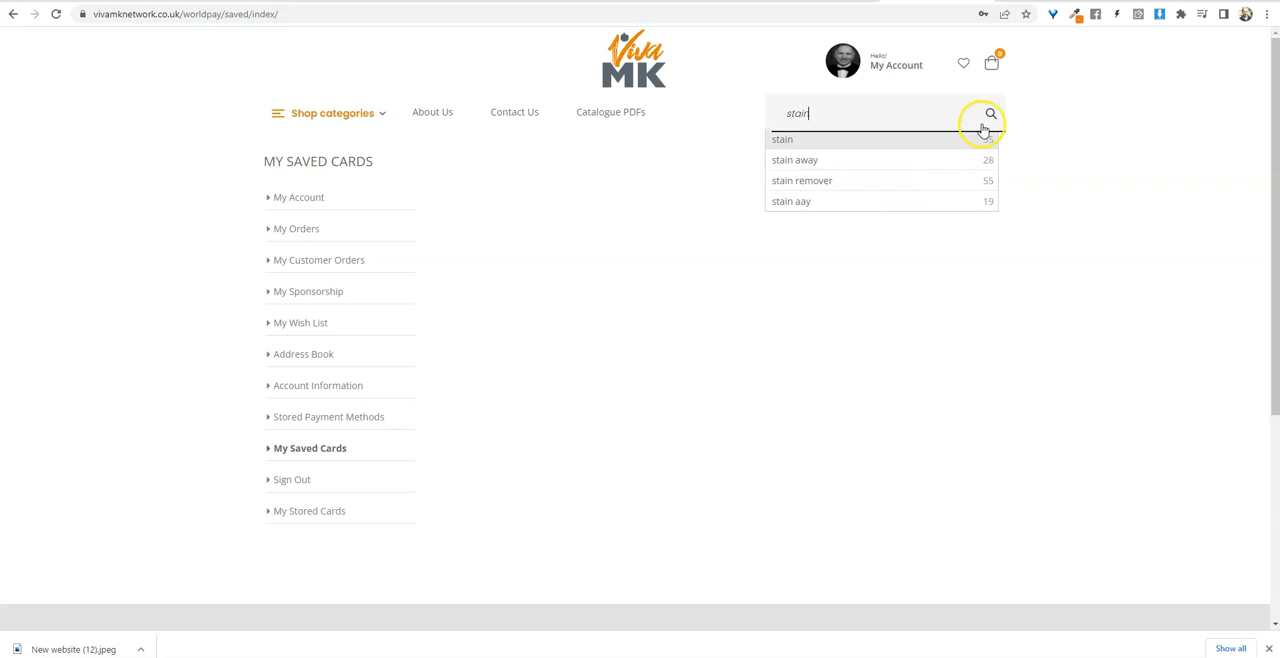 vivamknetwork.co.uk/worldpay/saved/index/
Viva
MK
Hello!
My Account
0
Shop categories
About Us
Contact Us
Catalogue PDFs
stain
stain
stain away 28
stain remover 55
stain aay 19
MY SAVED CARDS
My Account
My Orders
My Customer Orders
My Sponsorship
My Wish List
Address Book
Account Information
Stored Payment Methods
My Saved Cards
Sign Out
My Stored Cards
New website (12).jpeg
Show all